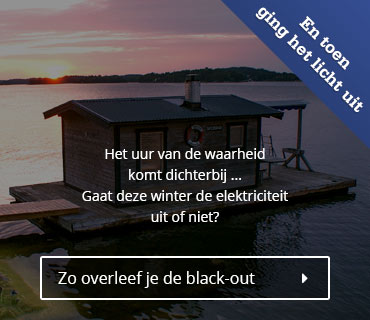 En toen
ging het licht uit
Het uur van de waarheid
komt dichterbij ...
Gaat deze winter de elektriciteit
uit of niet?
Zo overleef je de black-out